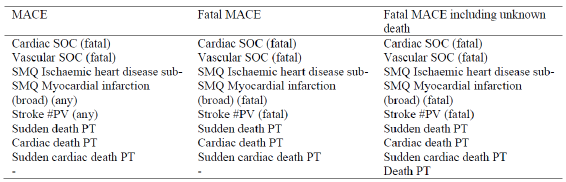 MACE Fatal MACE Fatal MACE including unknown
death
Cardiac SOC (fatal) Cardiac SOC (fatal) Cardiac SOC (fatal)
Vascular SOC (fatal) Vascular SOC (fatal) Vascular SOC (fatal)
SMQ Ischaemic heart disease sub- SMQ Ischaemic heart disease sub- SMQ Ischaemic heart disease sub-
SMQ Myocardial infarction SMQ Myocardial infarction SMQ Myocardial infarction
(broad) (any) (broad) (fatal) (broad) (fatal)
Stroke #PV (any) Stroke #PV (fatal) Stroke #PV (fatal)
Sudden death PT Sudden death PT Sudden death PT
Cardiac death PT Cardiac death PT Cardiac death PT
Sudden cardiac death PT Sudden cardiac death PT Sudden cardiac death PT
- - Death PT